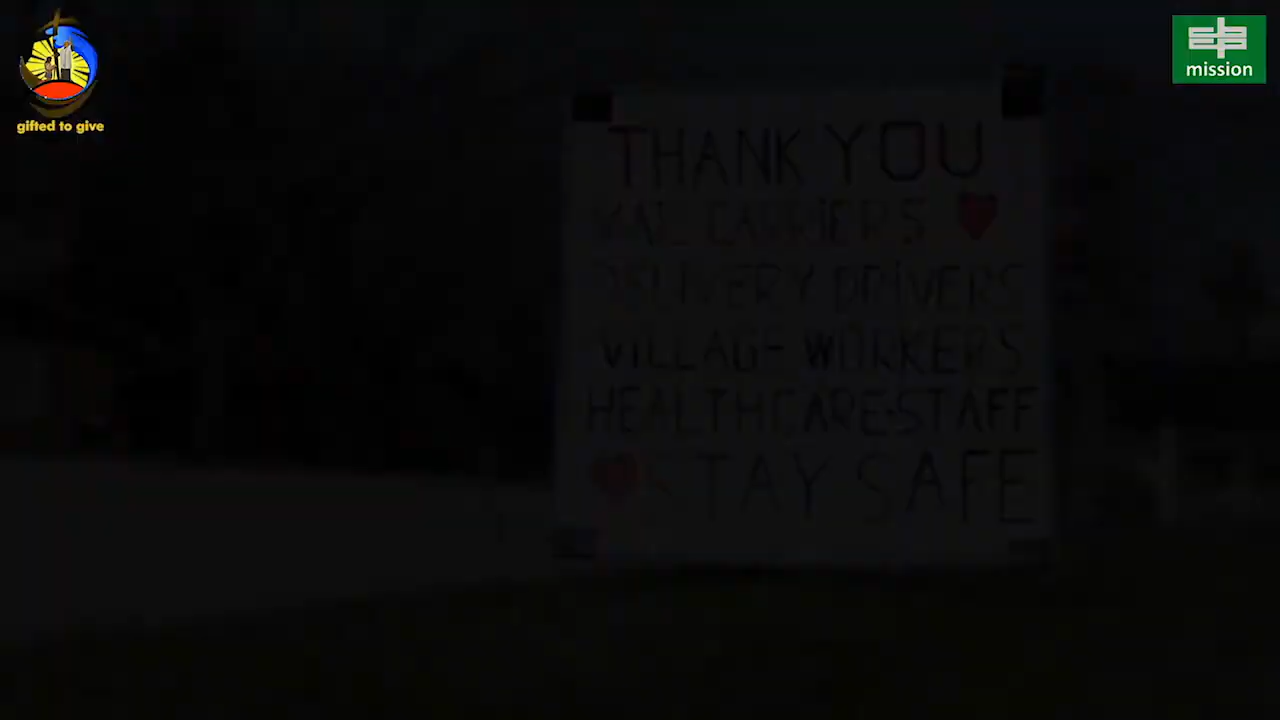 gifted to give
mission
THANK YOU
MAIL CARRIERS
DELIVERY DRIVERS
VILLAGE WORKERS
HEALTHCARE STAFF
STAY SAFE